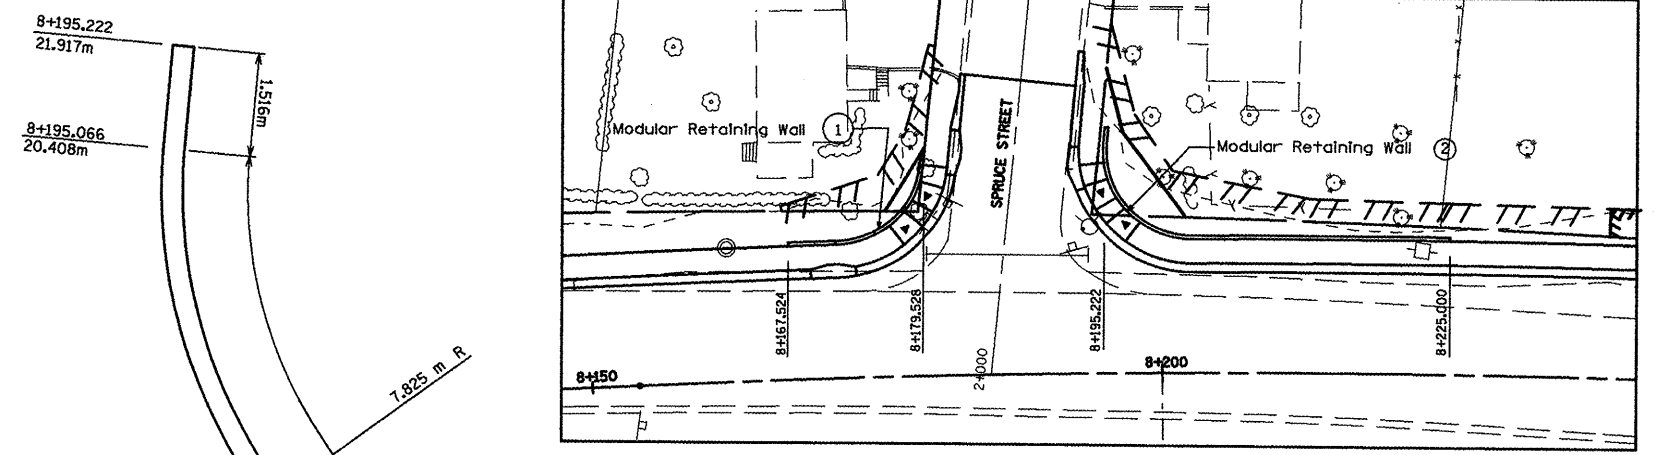 8+195.222
21.917m
1.516m
8+195.066
20.408m
7.825 m R
Modular Retaining Wall 1
SPRUCE STREET
Modular Retaining Wall 2
8+167.524
8+179.528
8+195.222
8+225.000
2+000
8+150
8+200